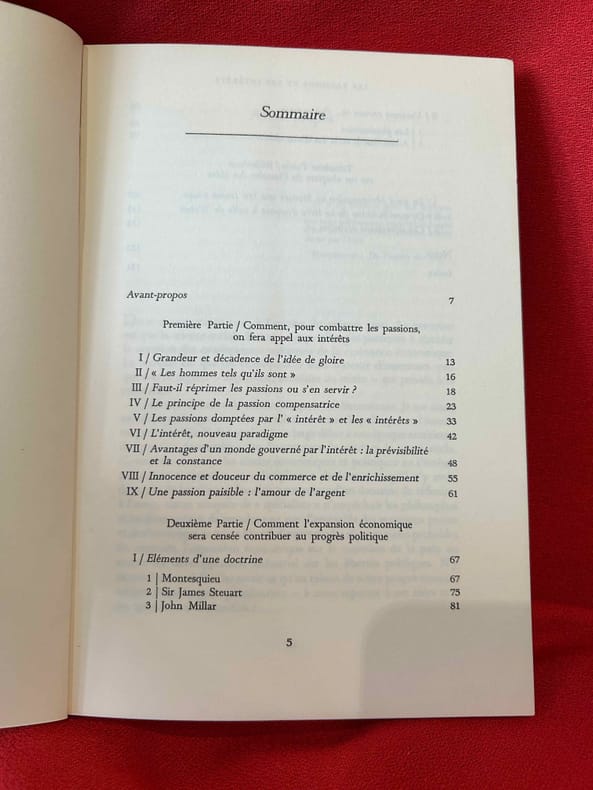 Sommaire
Avant-propos 7
Première Partie / Comment, pour combattre les passions,
on fera appel aux intérêts
I / Grandeur et décadence de l'idée de gloire 13
II / « Les hommes tels qu'ils sont » 16
III / Faut-il réprimer les passions ou s'en servir ? 18
IV / Le principe de la passion compensatrice 23
V / Les passions domptées par l' « intérêt » et les « intérêts » 33
VI / L'intérêt, nouveau paradigme 42
VII / Avantages d'un monde gouverné par l'intérêt : la prévisibilité
et la constance 48
VIII / Innocence et douceur du commerce et de l'enrichissement 55
IX / Une passion paisible : l'amour de l'argent 61
Deuxième Partie / Comment l'expansion économique
sera censée contribuer au progrès politique
I / Eléments d'une doctrine 67
1 | Montesquieu 67
2 | Sir James Steuart 75
3 | John Millar 81
5